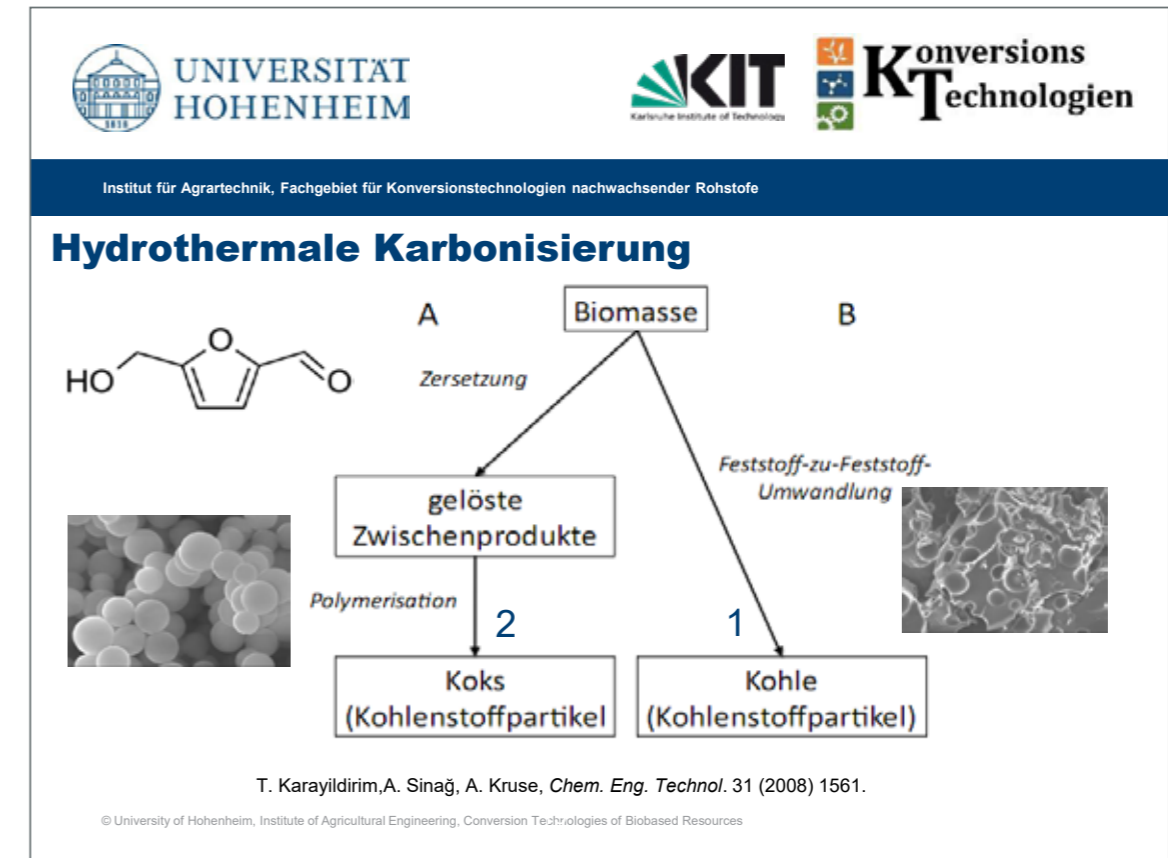 UNIVERSITÄT
HOHENHEIM
1818
KIT
Karlsruhe Institute of Technology
Konversions
Technologien
Institut für Agrartechnik, Fachgebiet für Konversionstechnologien nachwachsender Rohstofe
Hydrothermale Karbonisierung
A
Biomasse
B
HO
O
O
Zersetzung
Feststoff-zu-Feststoff-
Umwandlung
gelöste
Zwischenprodukte
Polymerisation
2
1
Koks
(Kohlenstoffpartikel
Kohle
(Kohlenstoffpartikel)
T. Karayildirim,A. Sinağ, A. Kruse, Chem. Eng. Technol. 31 (2008) 1561.
© University of Hohenheim, Institute of Agricultural Engineering, Conversion Technologies of Biobased Resources